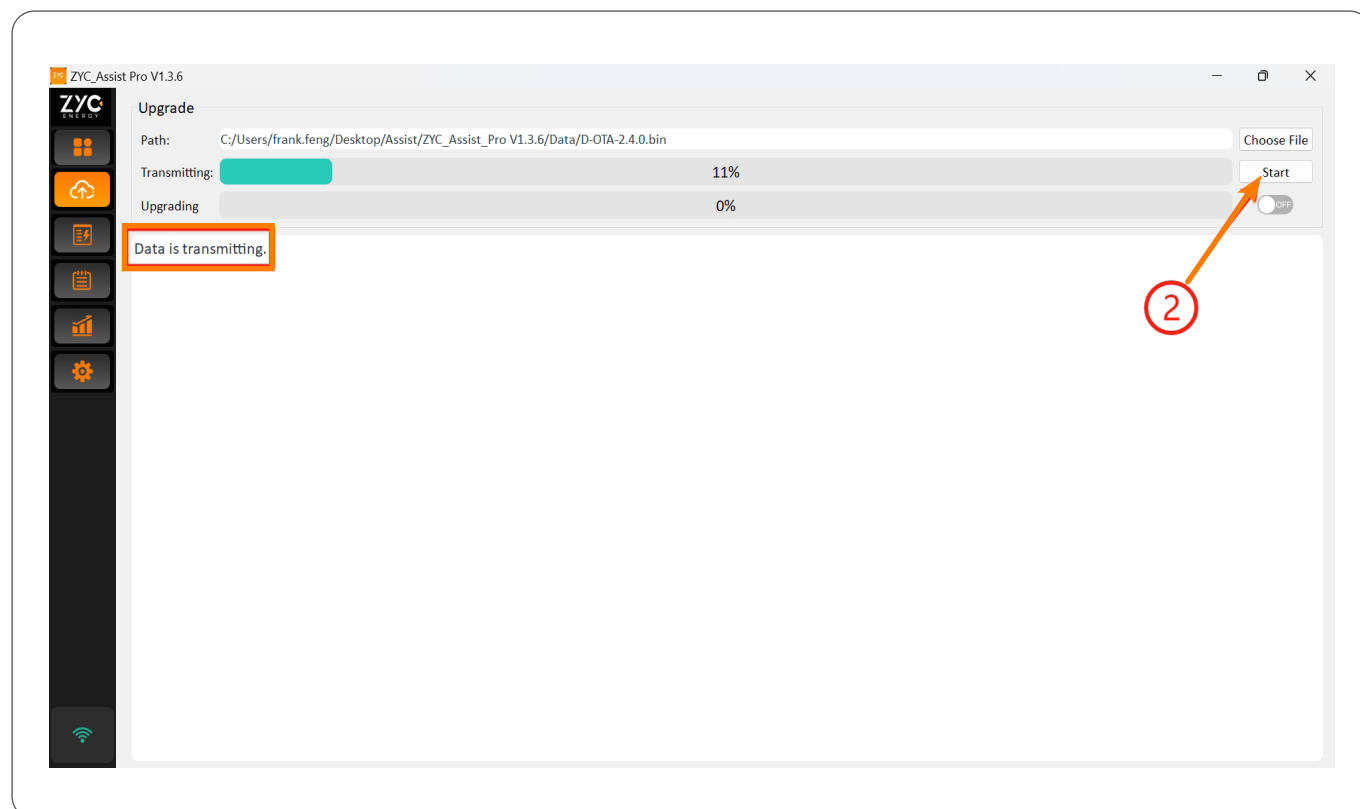 ZYC_Assist Pro V1.3.6
ZYC
ENERGY
Upgrade
Path: C:/Users/frank.feng/Desktop/Assist/ZYC_Assist_Pro V1.3.6/Data/D-OTA-2.4.0.bin Choose File
Transmitting: 11% Start
Upgrading 0% OFF
Data is transmitting.
2